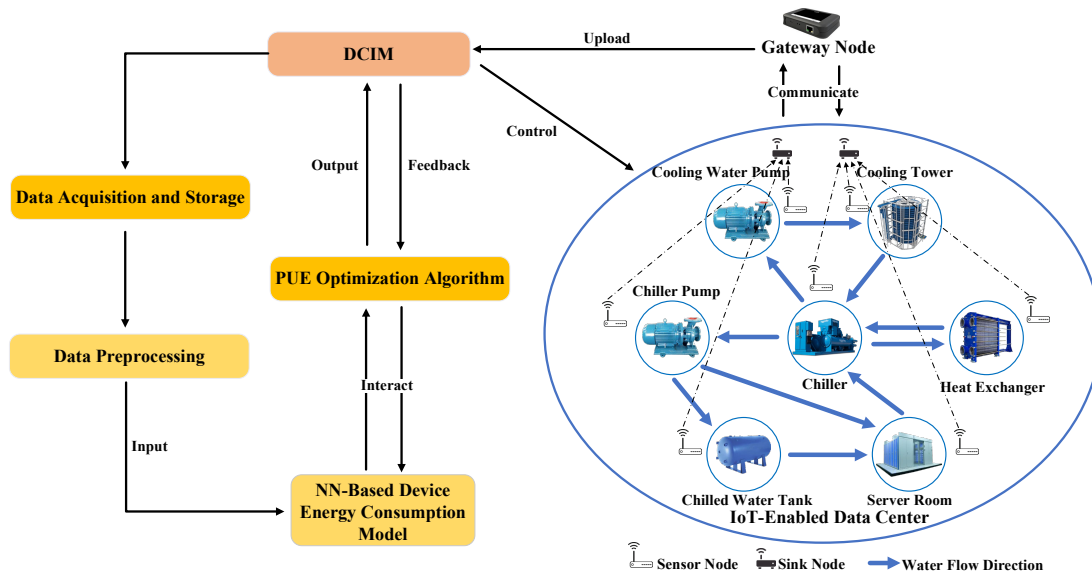 Upload
Gateway Node
DCIM
Communicate
Control
Output
Feedback
Cooling Water Pump
Cooling Tower
Data Acquisition and Storage
PUE Optimization Algorithm
Chiller Pump
Data Preprocessing
Interact
Chiller
Heat Exchanger
Input
NN-Based Device
Energy Consumption
Model
Chilled Water Tank
Server Room
IoT-Enabled Data Center
Sensor Node
Sink Node
Water Flow Direction